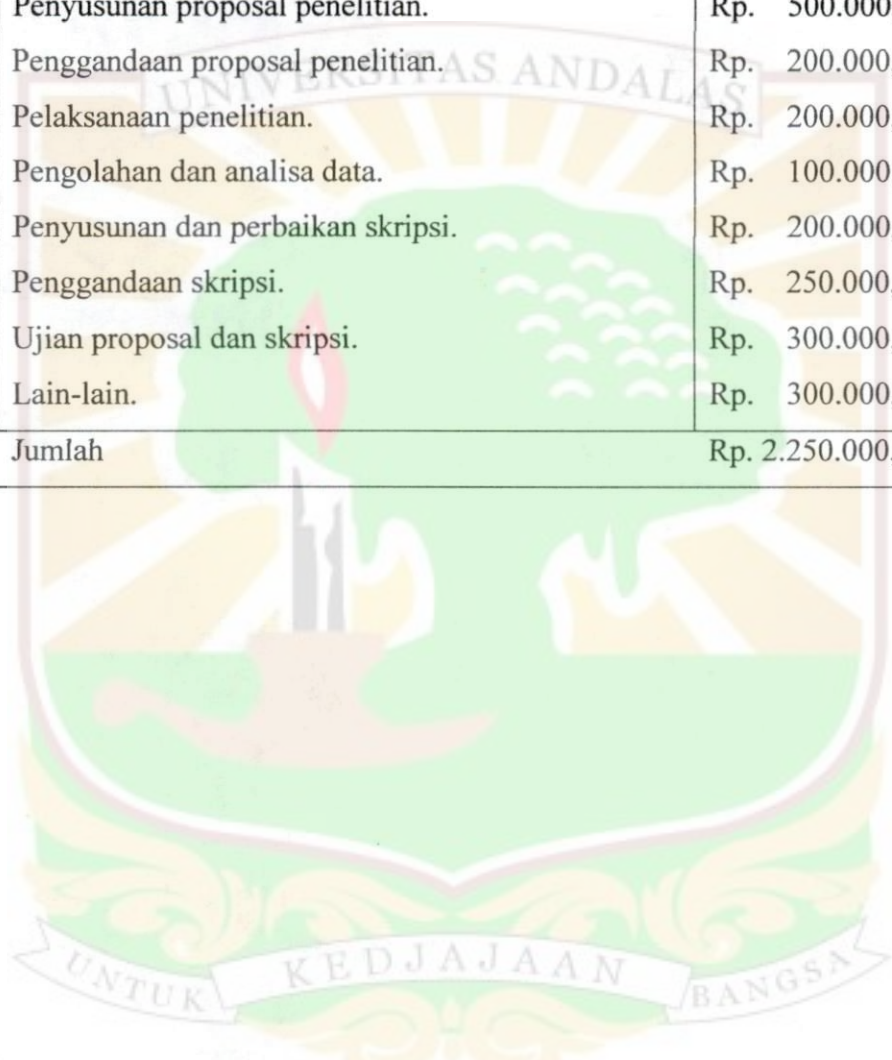 Penyusunan proposal penelitian. Rp. 500.000
Penggandaan proposal penelitian. Rp. 200.000
UNIVERSITAS ANDALAS
Pelaksanaan penelitian. Rp. 200.000
Pengolahan dan analisa data. Rp. 100.000
Penyusunan dan perbaikan skripsi. Rp. 200.000
Penggandaan skripsi. Rp. 250.000.
Ujian proposal dan skripsi. Rp. 300.000
Lain-lain. Rp. 300.000
Jumlah Rp. 2.250.000.
UNTUK KEDJAJAAN BANGSA